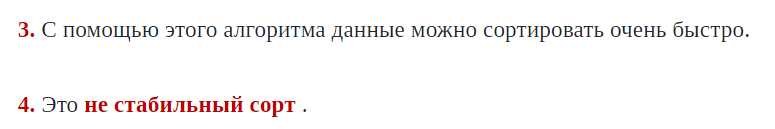 3. С помощью этого алгоритма данные можно сортировать очень быстро.
4. Это не стабильный сорт .